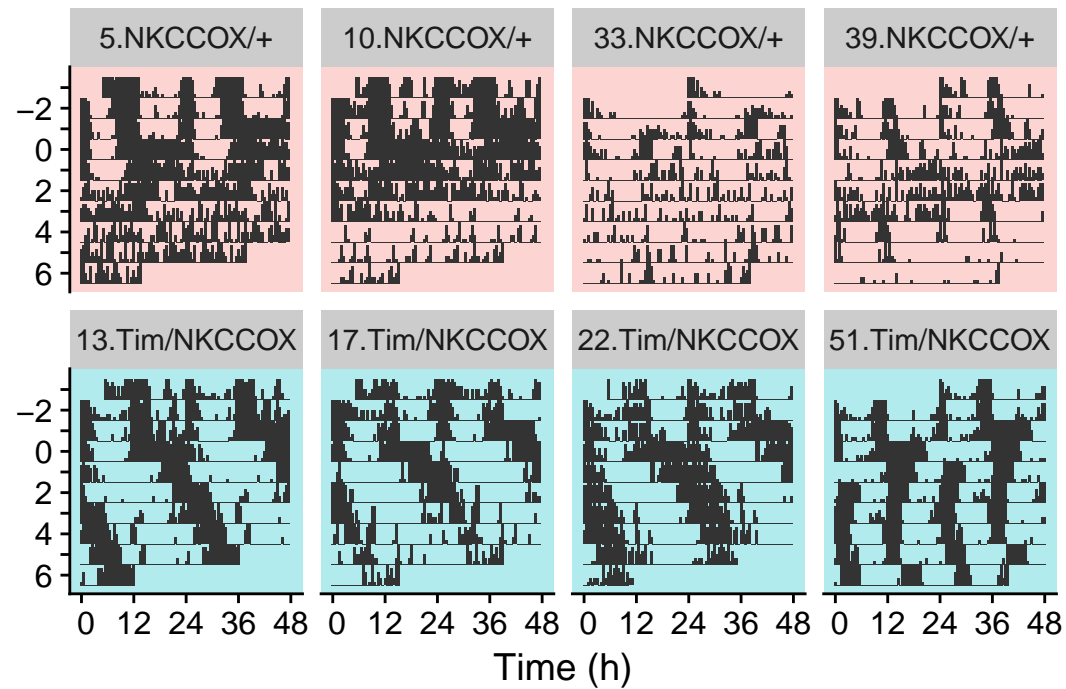 5.NKCCOX/+ 10.NKCCOX/+ 33.NKCCOX/+ 39.NKCCOX/+
−2
0
2
4
6
13.Tim/NKCCOX 17.Tim/NKCCOX 22.Tim/NKCCOX 51.Tim/NKCCOX
−2
0
2
4
6
0 12 24 36 48 0 12 24 36 48 0 12 24 36 48 0 12 24 36 48
Time (h)